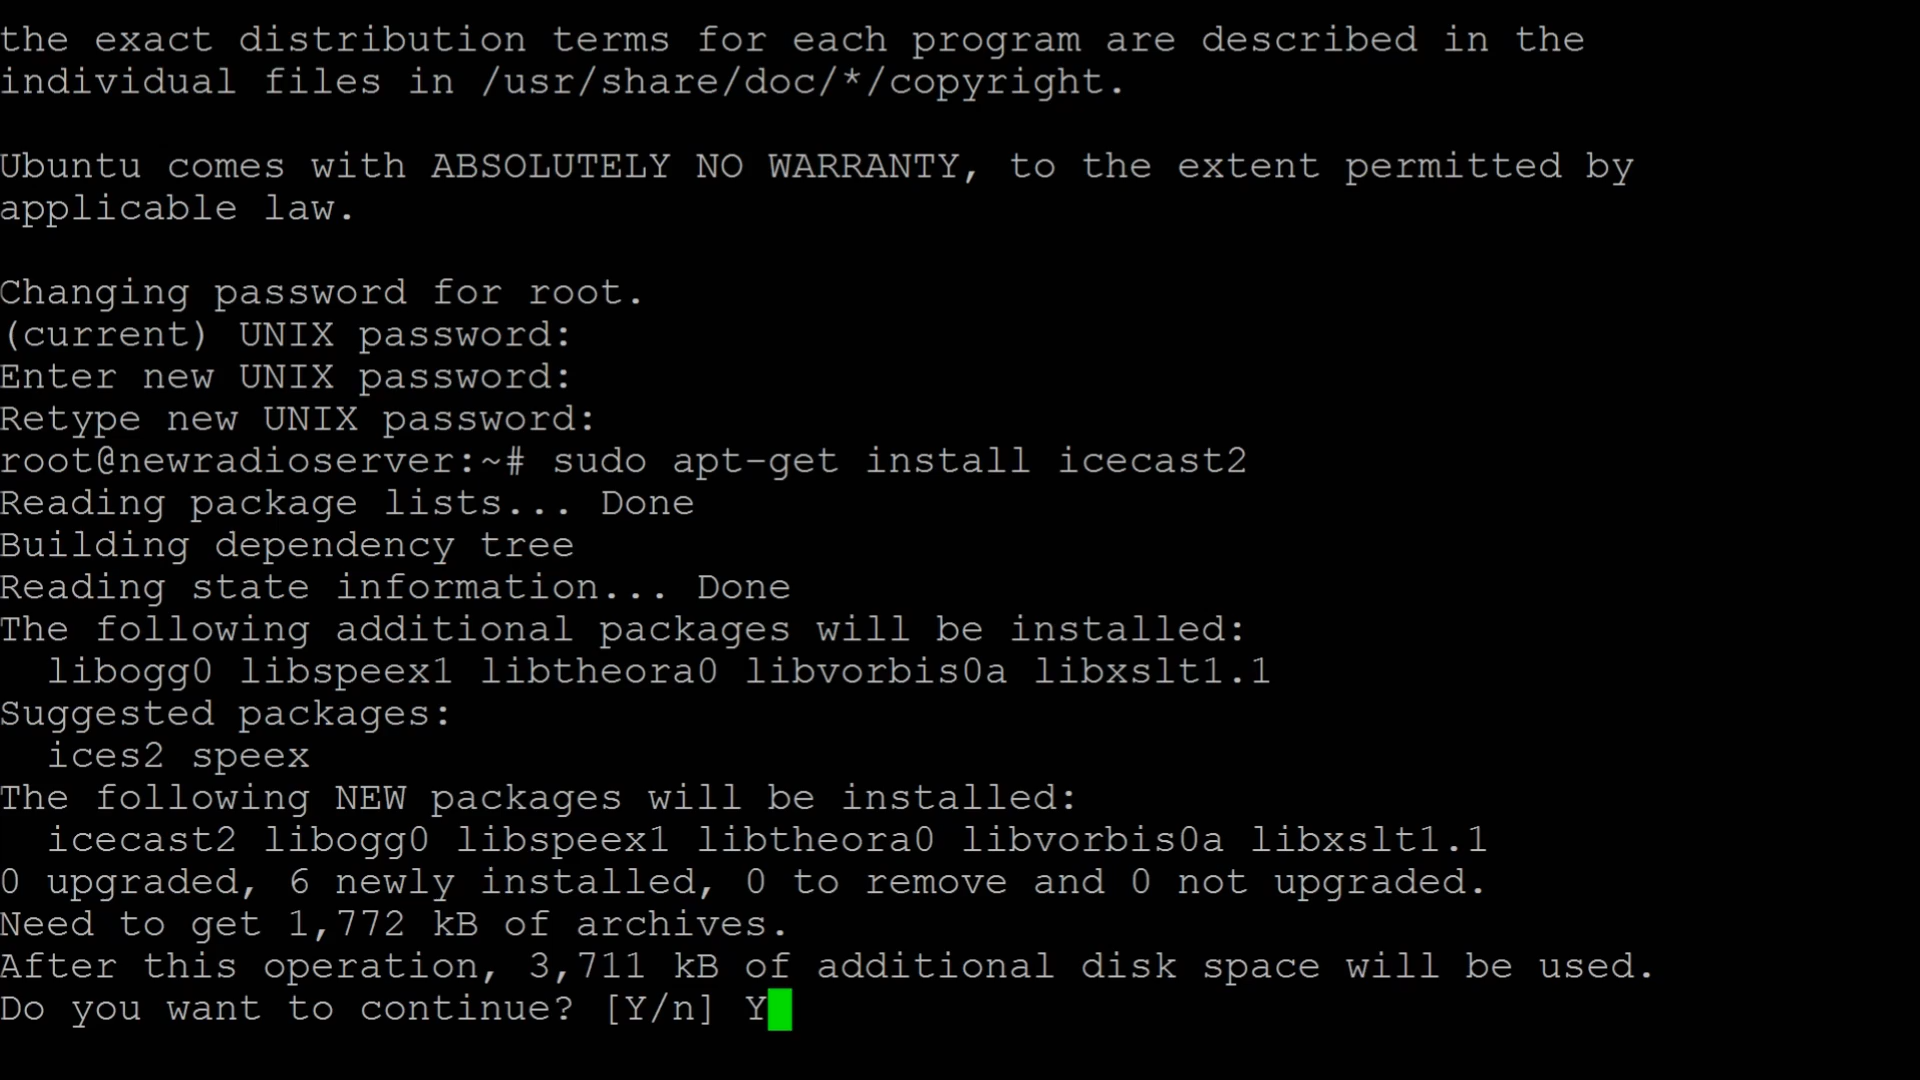 the exact distribution terms for each program are described in the
individual files in /usr/share/doc/*/copyright.
Ubuntu comes with ABSOLUTELY NO WARRANTY, to the extent permitted by
applicable law.
Changing password for root.
(current) UNIX password:
Enter new UNIX password:
Retype new UNIX password:
root@newradioserver:~# sudo apt-get install icecast2
Reading package lists... Done
Building dependency tree
Reading state information... Done
The following additional packages will be installed:
  libogg0 libspeex1 libtheora0 libvorbis0a libxslt1.1
Suggested packages:
  ices2 speex
The following NEW packages will be installed:
  icecast2 libogg0 libspeex1 libtheora0 libvorbis0a libxslt1.1
0 upgraded, 6 newly installed, 0 to remove and 0 not upgraded.
Need to get 1,772 kB of archives.
After this operation, 3,711 kB of additional disk space will be used.
Do you want to continue? [Y/n] Y